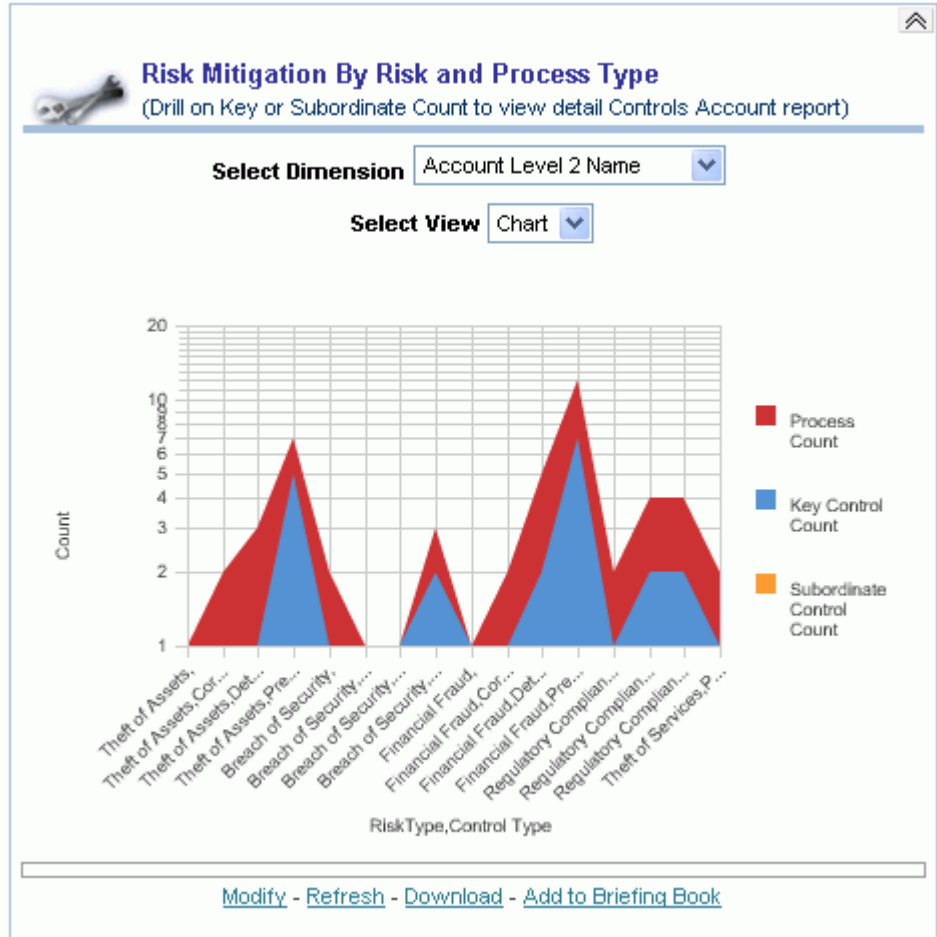 Risk Mitigation By Risk and Process Type
(Drill on Key or Subordinate Count to view detail Controls Account report)
Select Dimension Account Level 2 Name
Select View Chart
20
10
9
8
7
6
5
4
3
2
1
Count
Process
Count
Key Control
Count
Subordinate
Control
Count
Theft of Assets,
Theft of Assets,Cor...
Theft of Assets,Det...
Theft of Assets,Pre...
Breach of Security,
Breach of Security,...
Breach of Security,...
Breach of Security,...
Financial Fraud,
Financial Fraud,Cor...
Financial Fraud,Det...
Financial Fraud,Pre...
Regulatory Complian...
Regulatory Complian...
Regulatory Complian...
Theft of Services,P...
RiskType,Control Type
Modify - Refresh - Download - Add to Briefing Book